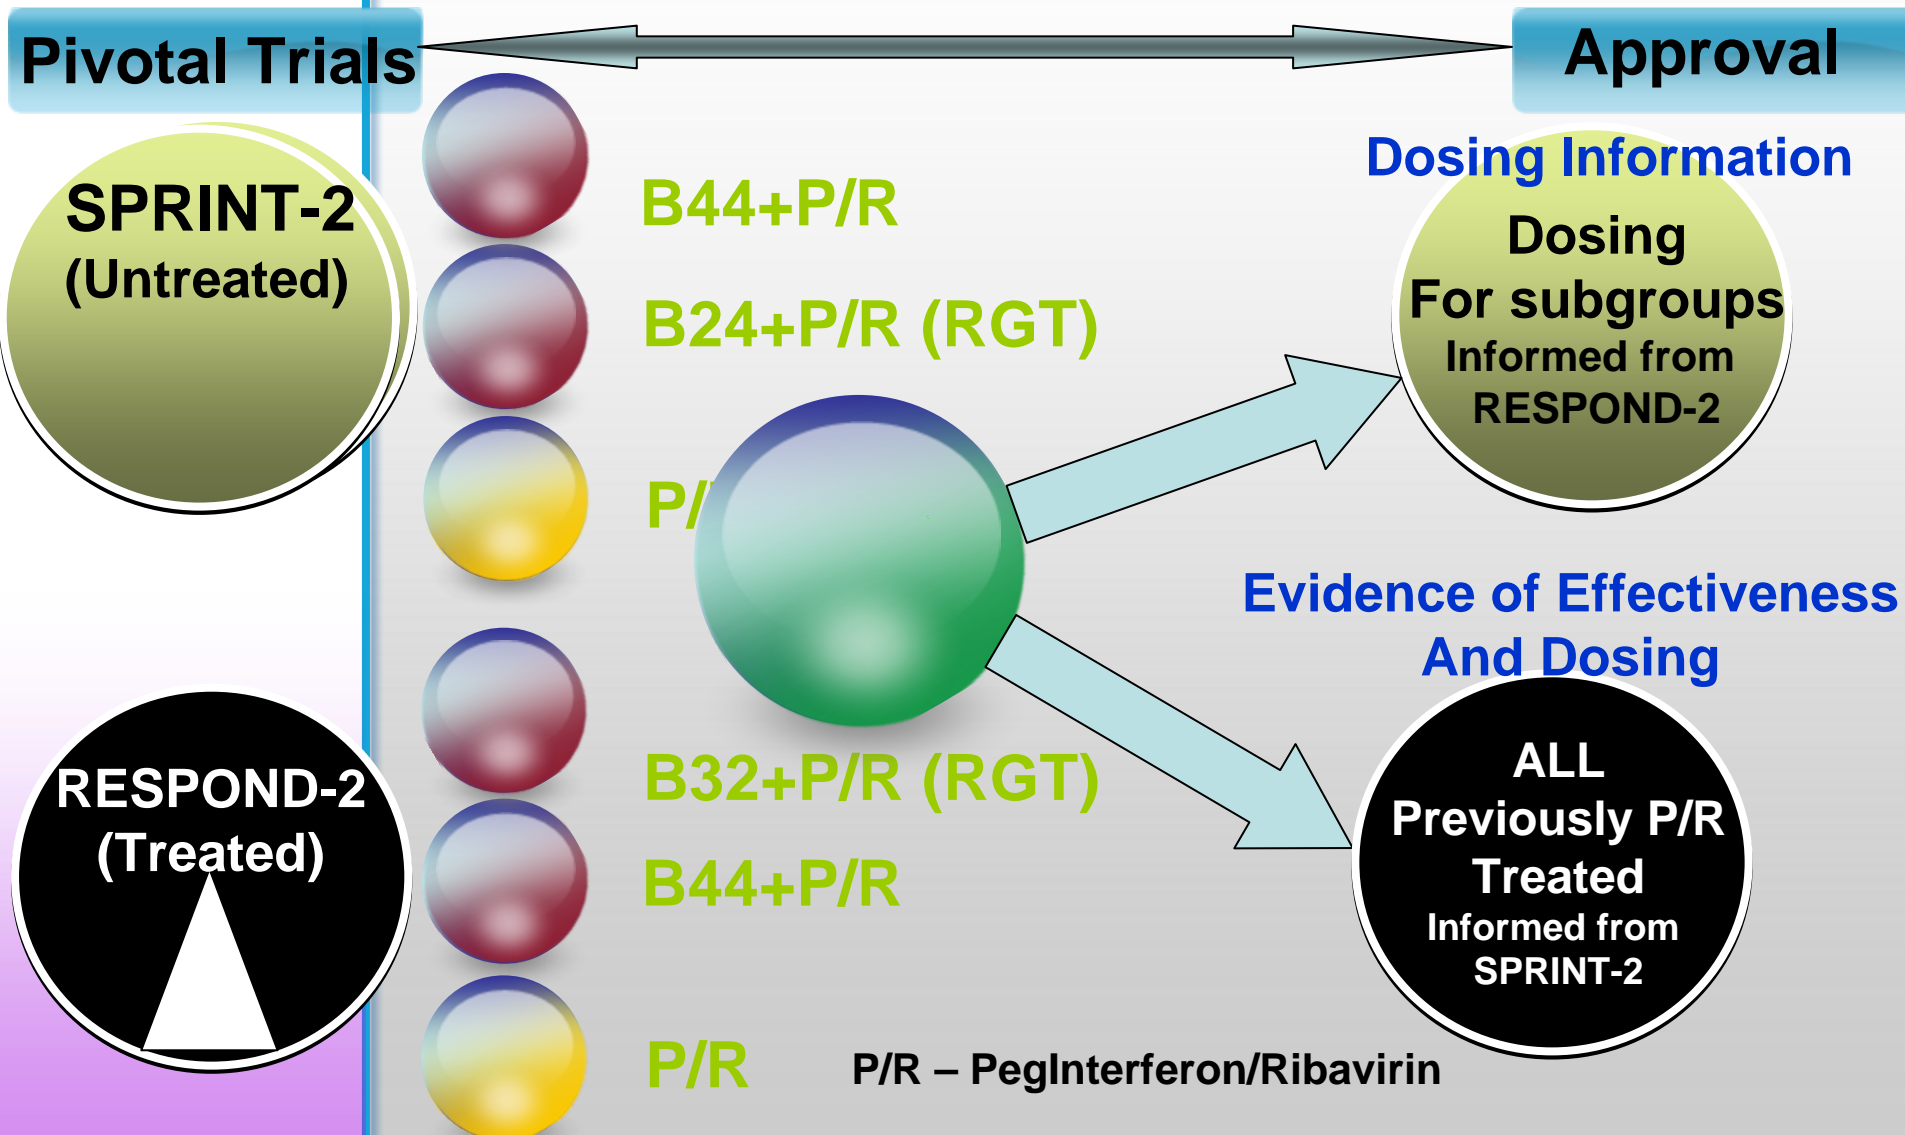 Pivotal Trials
Approval
SPRINT-2
(Untreated)
B44+P/R
B24+P/R (RGT)
P/
Dosing Information
Dosing
For subgroups
Informed from
RESPOND-2
RESPOND-2
(Treated)
B32+P/R (RGT)
B44+P/R
P/R
P/R – PegInterferon/Ribavirin
Evidence of Effectiveness
And Dosing
ALL
Previously P/R
Treated
Informed from
SPRINT-2